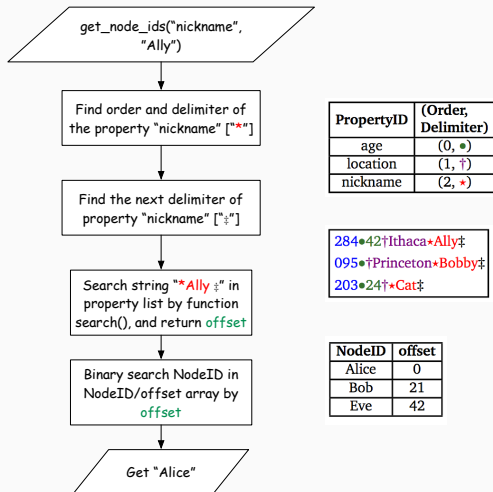 get_node_ids(“nickname”,
”Ally”)
Find order and delimiter of
the property “nickname” [“*”]
Find the next delimiter of
property “nickname” [“‡”]
Search string “*Ally ‡” in
property list by function
search(), and return offset
Binary search NodeID in
NodeID/offset array by
offset
Get “Alice”
PropertyID (Order, Delimiter)
age (0, •)
location (1, †)
nickname (2, ⋆)
284•42†Ithaca⋆Ally‡
095•†Princeton⋆Bobby‡
203•24†⋆Cat‡
NodeID offset
Alice 0
Bob 21
Eve 42